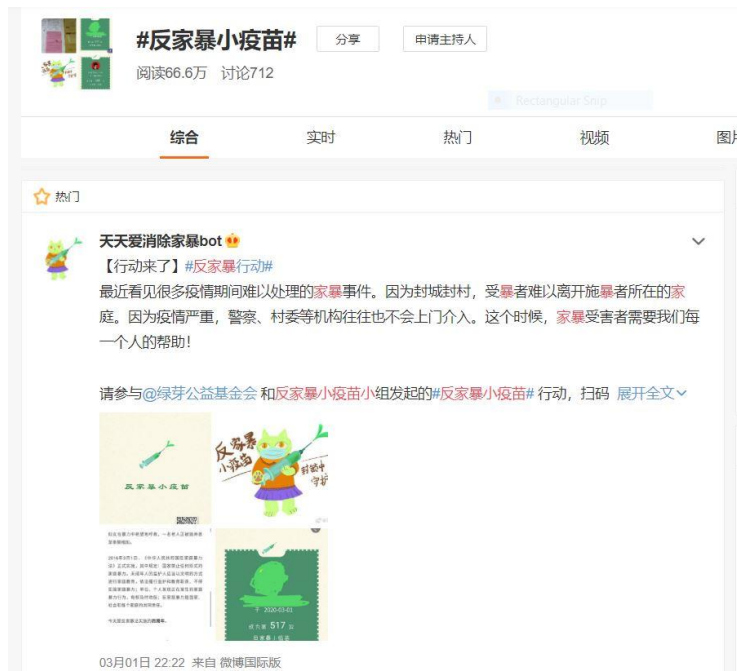 #反家暴小疫苗#
分享
申请主持人
阅读66.6万 讨论712
Rectangular Snip
综合 实时 热门 视频
热门
天天爱消除家暴bot
【行动来了】#反家暴行动#
最近看见很多疫情期间难以处理的家暴事件。因为封城封村，受暴者难以离开施暴者所在的家
庭。因为疫情严重，警察、村委等机构往往也不会上门介入。这个时候，家暴受害者需要我们每
一个人的帮助！
请参与@绿芽公益基金会 和反家暴小疫苗小组发起的#反家暴小疫苗# 行动，扫码 展开全文
反家暴小疫苗
反家暴
小疫苗
2020-03-03
517
03月01日 22:22 来自 微博国际版